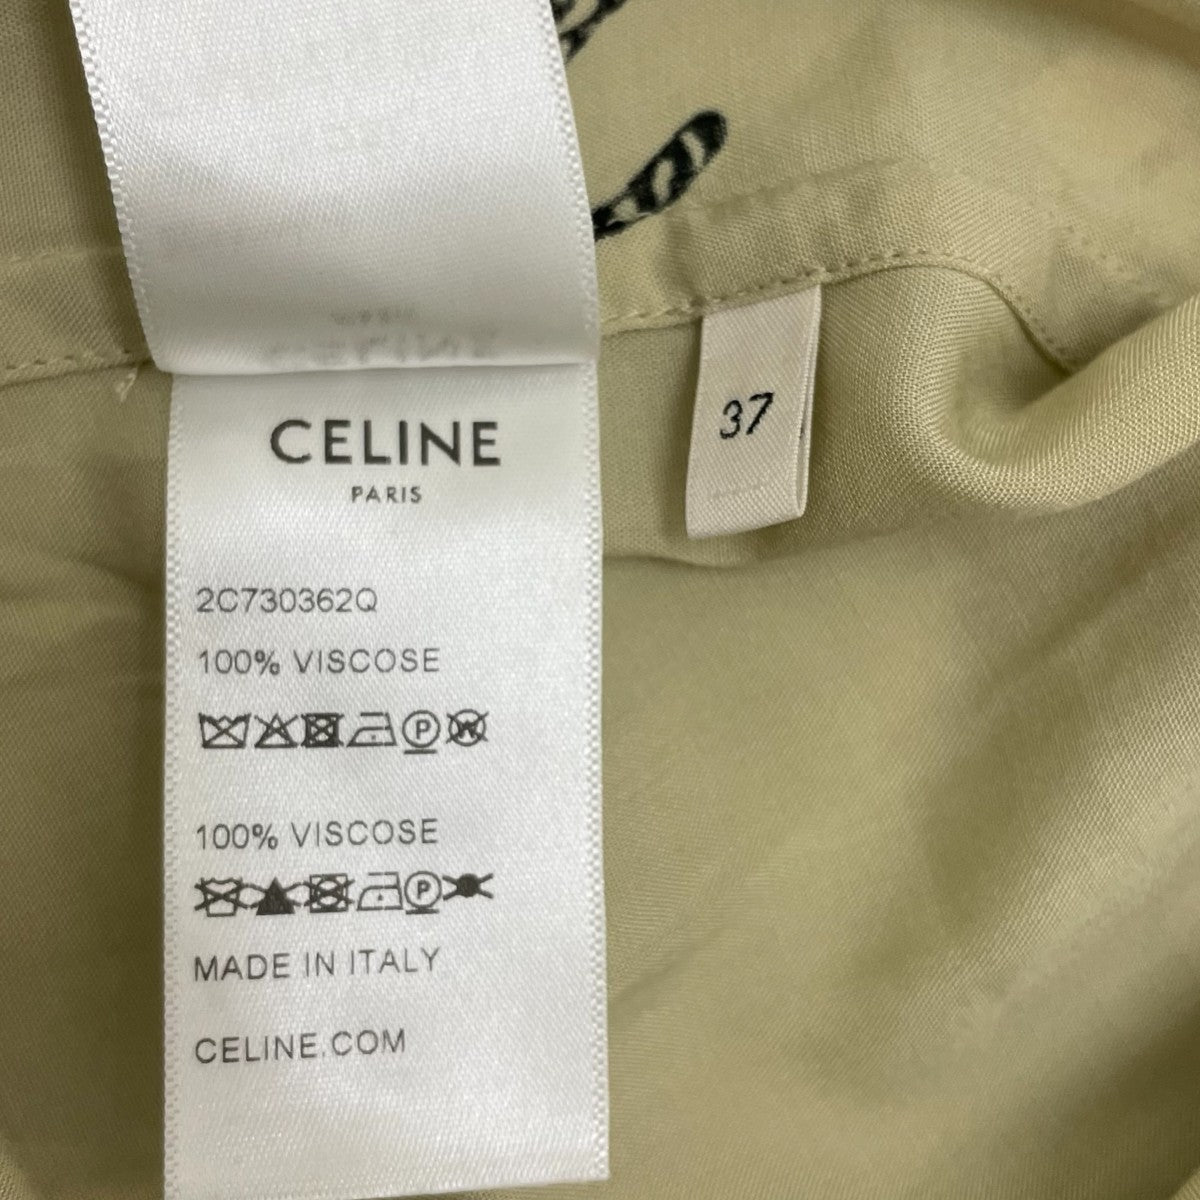 CELINE
PARIS
37
2C730362Q
100% VISCOSE
P W
100% VISCOSE
P
MADE IN ITALY
CELINE.COM